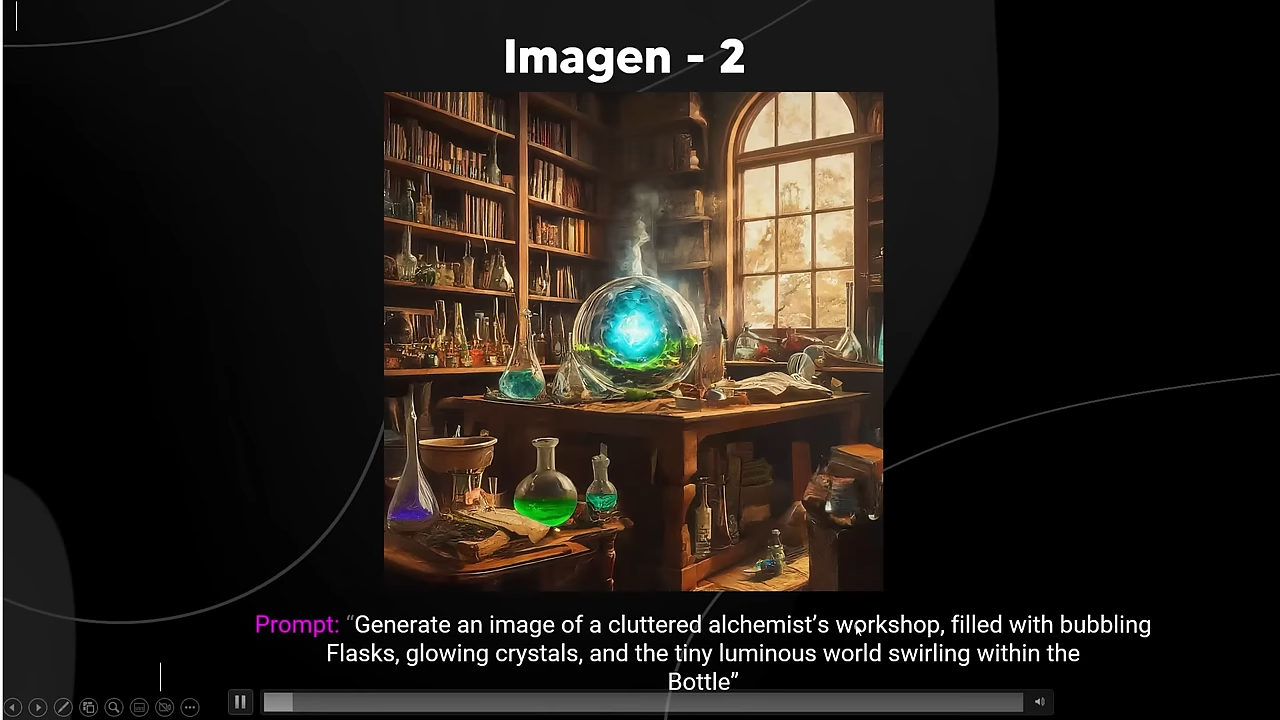 Imagen - 2
Prompt: “Generate an image of a cluttered alchemist’s workshop, filled with bubbling
Flasks, glowing crystals, and the tiny luminous world swirling within the
Bottle”